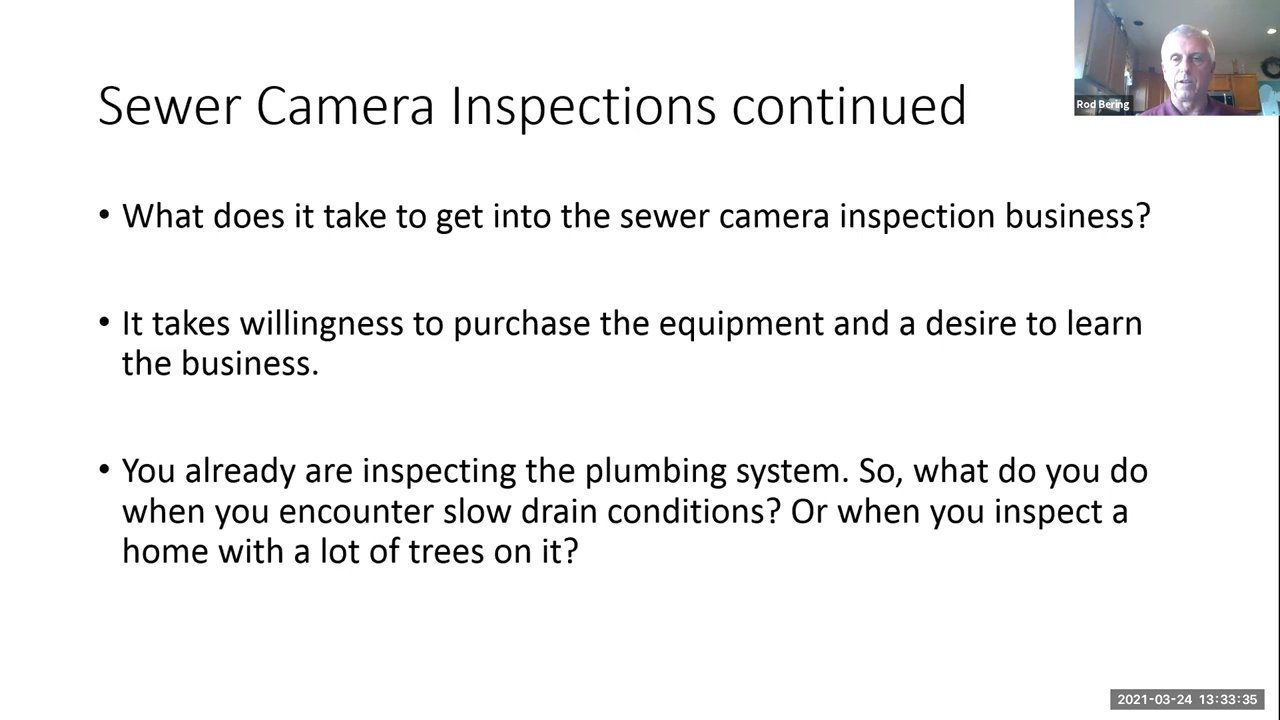 Sewer Camera Inspections continued
Rod Bering
• What does it take to get into the sewer camera inspection business?
• It takes willingness to purchase the equipment and a desire to learn
the business.
• You already are inspecting the plumbing system. So, what do you do
when you encounter slow drain conditions? Or when you inspect a
home with a lot of trees on it?
2021-03-24 13:33:35